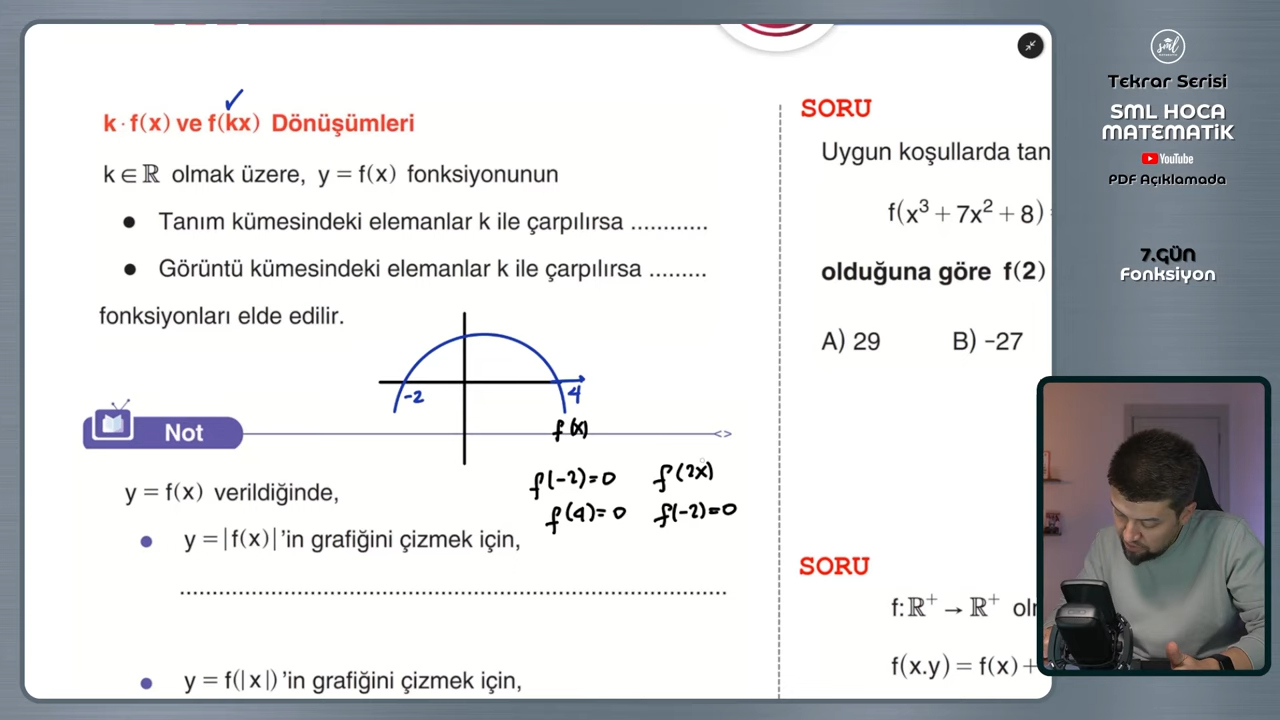 k · f(x) ve f(kx) Dönüşümleri
k ∈ ℝ olmak üzere, y = f(x) fonksiyonunun
● Tanım kümesindeki elemanlar k ile çarpılırsa ............
● Görüntü kümesindeki elemanlar k ile çarpılırsa .........
fonksiyonları elde edilir.
-2
4
f(x)
Not
f(-2)=0 f(2x)
f(4)=0 f(-2)=0
y = f(x) verildiğinde,
● y = |f(x)| 'in grafiğini çizmek için,
........................................................................................
● y = f(|x|) 'in grafiğini çizmek için,
SORU
Uygun koşullarda tan
f(x³ + 7x² + 8) =
olduğuna göre f(2)
A) 29 B) -27
SORU
f: ℝ⁺ → ℝ⁺ olm
f(x.y) = f(x) +
sml
Tekrar Serisi
SML HOCA
MATEMATİK
YouTube
PDF Açıklamada
7.GÜN
Fonksiyon